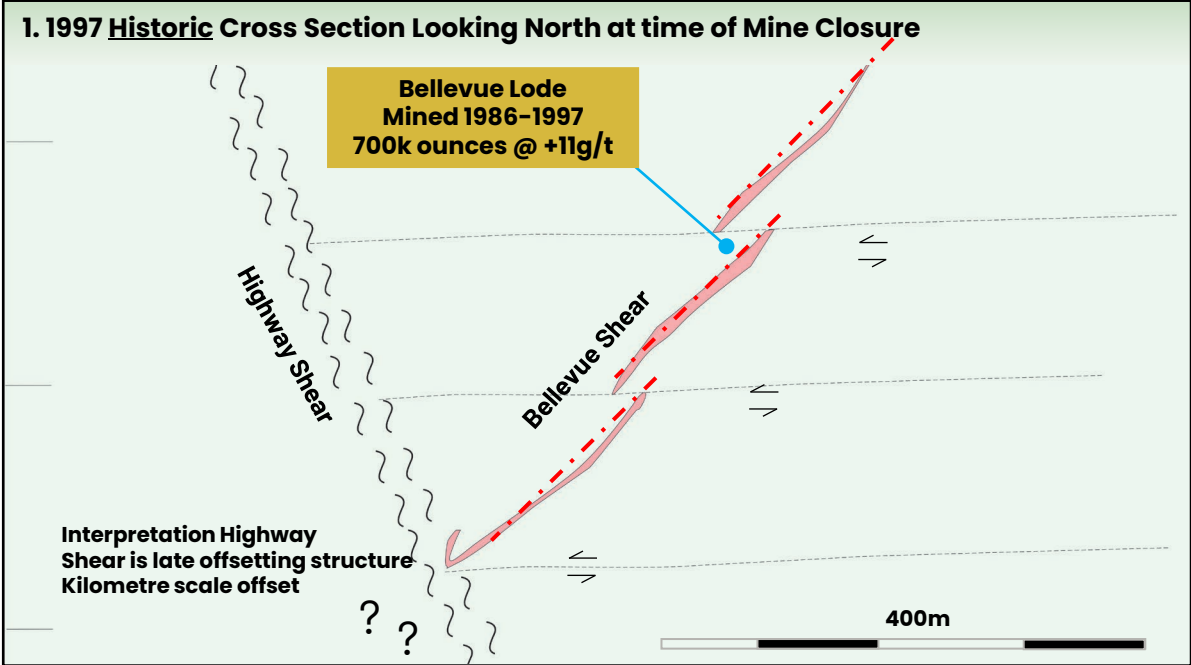 1. 1997 Historic Cross Section Looking North at time of Mine Closure
Bellevue Lode
Mined 1986-1997
700k ounces @ +11g/t
Highway Shear
Bellevue Shear
Interpretation Highway
Shear is late offsetting structure
Kilometre scale offset
? ?
400m